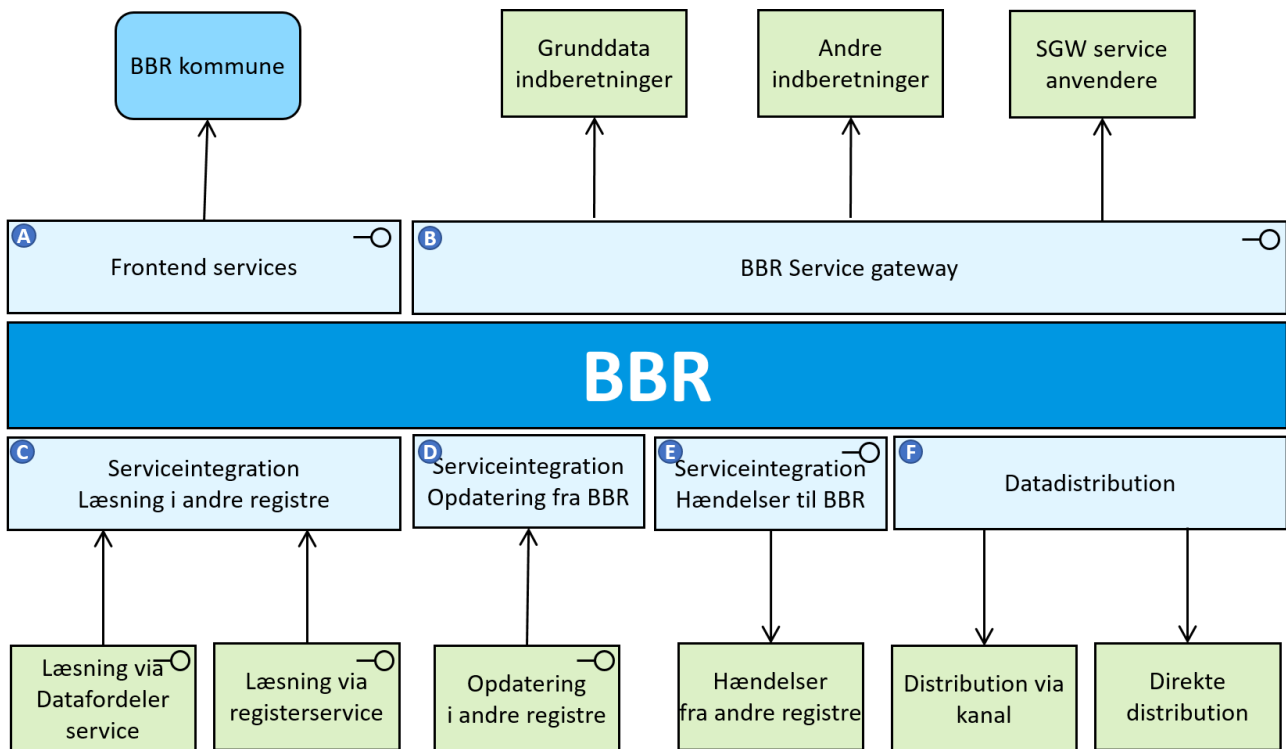 BBR kommune
Grunddata
indberetninger
Andre
indberetninger
SGW service
anvendere
A
Frontend services
B
BBR Service gateway
BBR
C
Serviceintegration
Læsning i andre registre
D
Serviceintegration
Opdatering fra BBR
E
Serviceintegration
Hændelser til BBR
F
Datadistribution
Læsning via
Datafordeler
service
Læsning via
registerservice
Opdatering
i andre registre
Hændelser
fra andre registre
Distribution via
kanal
Direkte
distribution